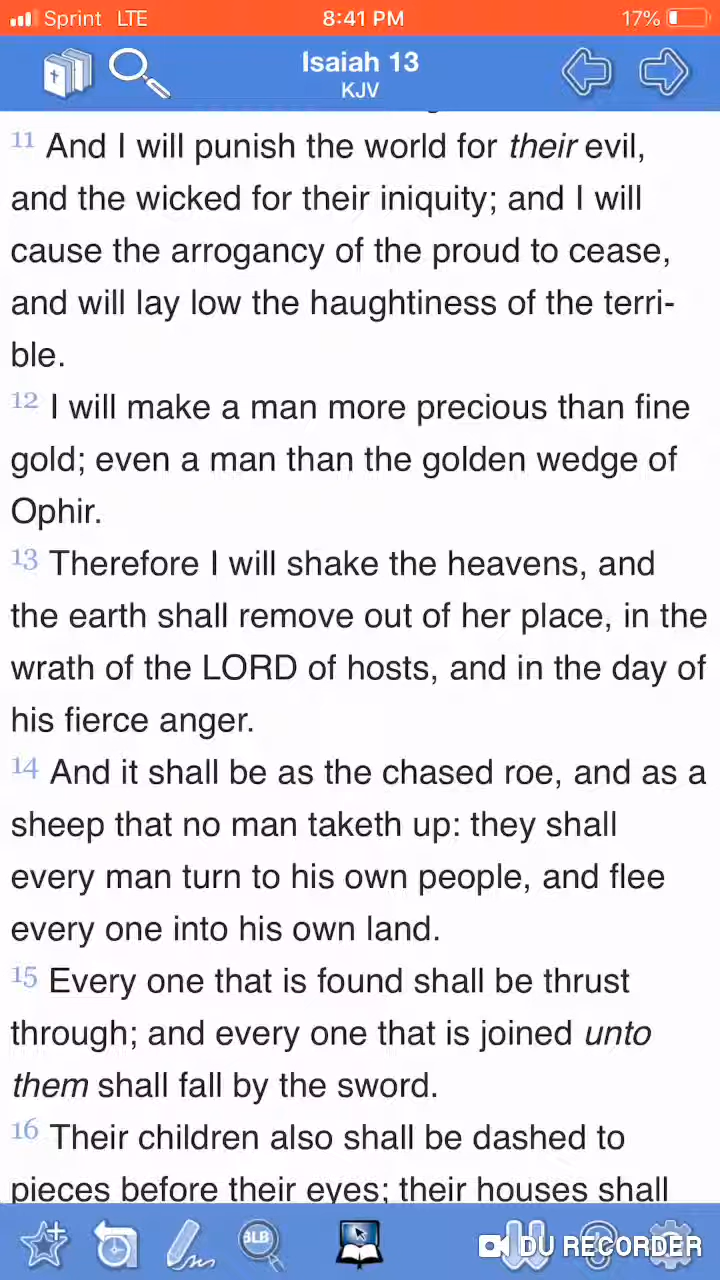 Sprint LTE 8:41 PM 17%
Isaiah 13
KJV
11 And I will punish the world for their evil,
and the wicked for their iniquity; and I will
cause the arrogancy of the proud to cease,
and will lay low the haughtiness of the terri-
ble.
12 I will make a man more precious than fine
gold; even a man than the golden wedge of
Ophir.
13 Therefore I will shake the heavens, and
the earth shall remove out of her place, in the
wrath of the LORD of hosts, and in the day of
his fierce anger.
14 And it shall be as the chased roe, and as a
sheep that no man taketh up: they shall
every man turn to his own people, and flee
every one into his own land.
15 Every one that is found shall be thrust
through; and every one that is joined unto
them shall fall by the sword.
16 Their children also shall be dashed to
pieces before their eyes; their houses shall
BLB
DU RECORDER